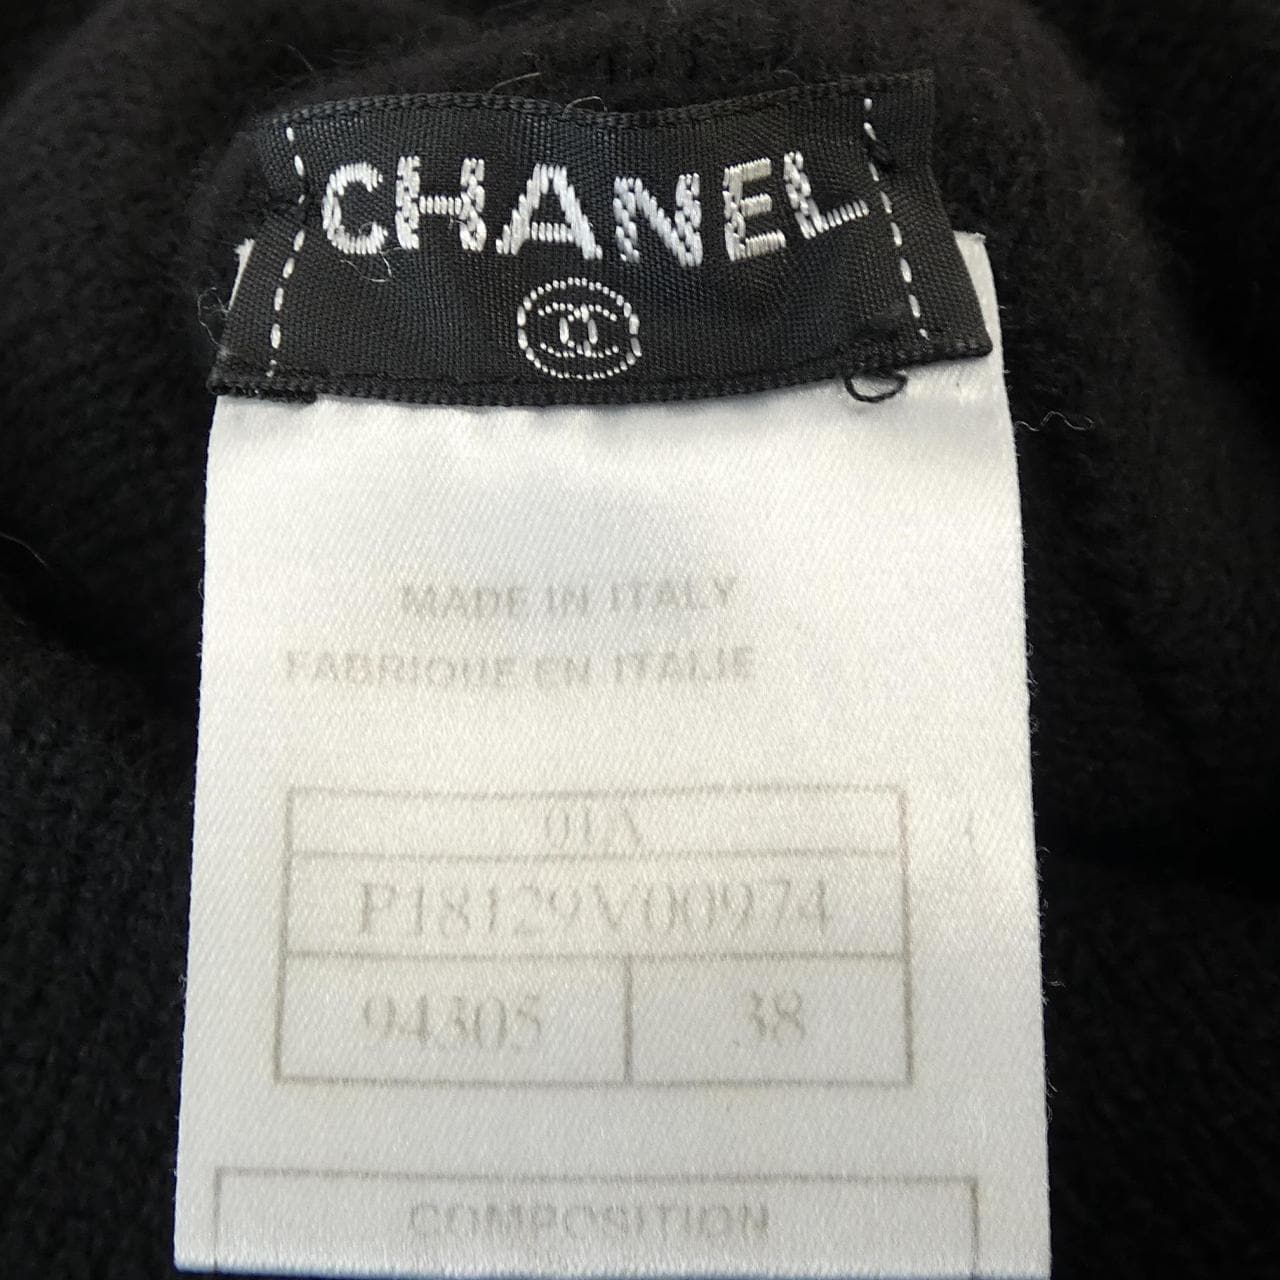 CHANEL
MADE IN ITALY
FABRIQUE EN ITALIE
01A
P18129V00974
94305 38
COMPOSITION